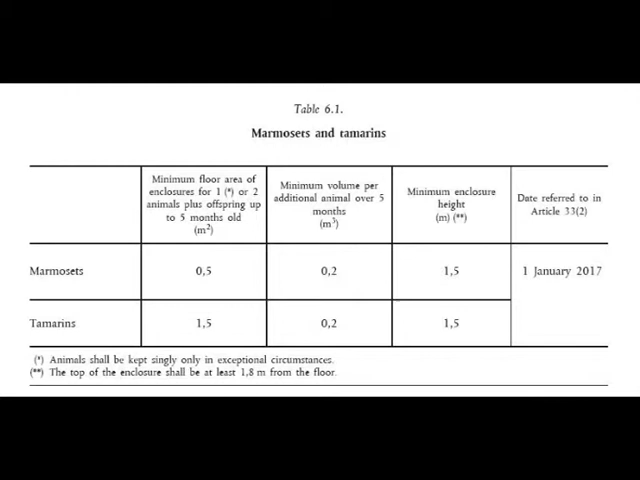 Table 6.1.
Marmosets and tamarins
Minimum floor area of
enclosures for 1 (*) or 2
animals plus offspring up
to 5 months old
(m²)
Minimum volume per
additional animal over 5
months
(m³)
Minimum enclosure
height
(m) (**)
Date referred to in
Article 33(2)
Marmosets 0,5 0,2 1,5 1 January 2017
Tamarins 1,5 0,2 1,5
(*) Animals shall be kept singly only in exceptional circumstances.
(**) The top of the enclosure shall be at least 1,8 m from the floor.